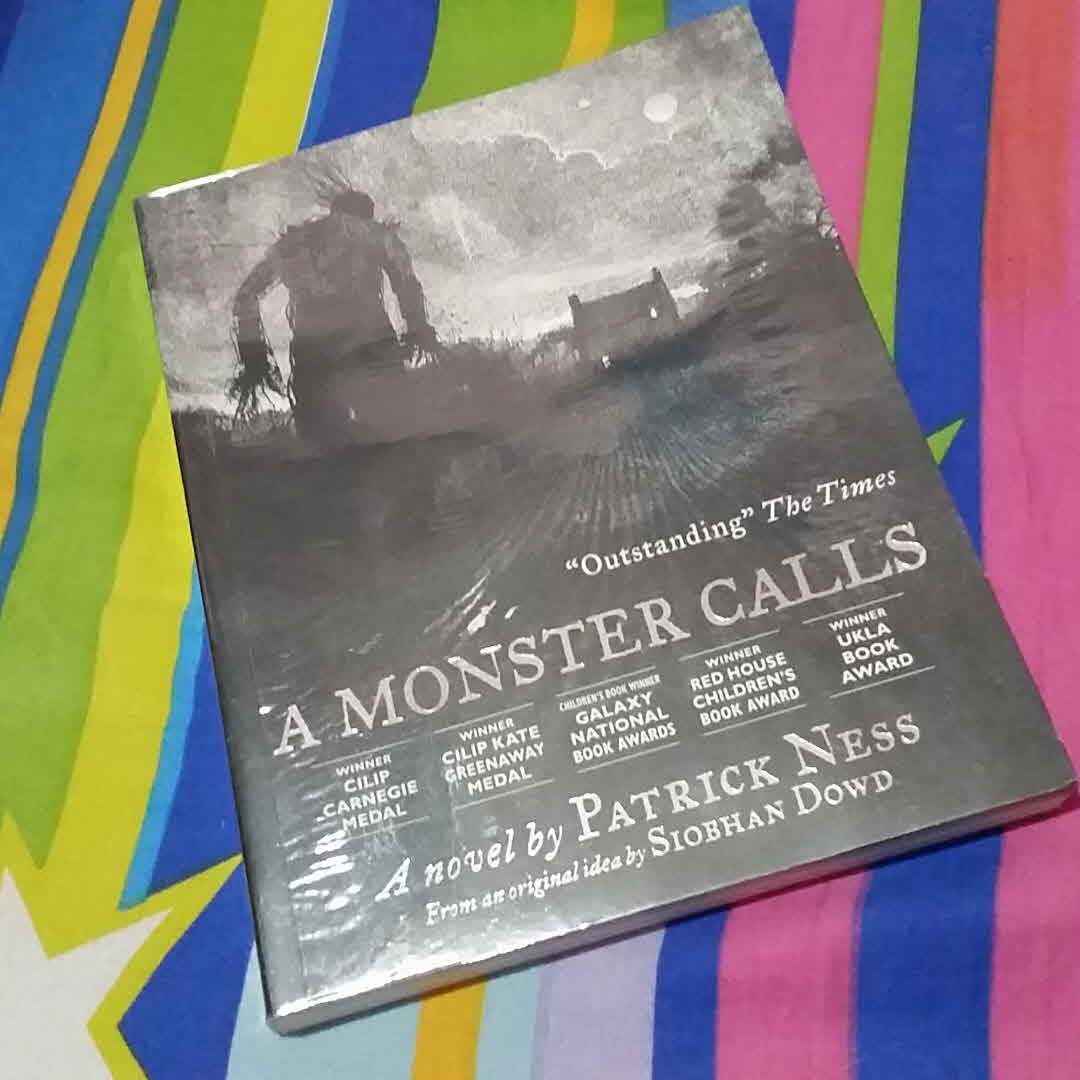 “Outstanding” The Times
A MONSTER CALLS
WINNER
CILIP
CARNEGIE
MEDAL
WINNER
CILIP KATE
GREENAWAY
MEDAL
CHILDREN'S BOOK WINNER
GALAXY
NATIONAL
BOOK AWARDS
WINNER
RED HOUSE
CHILDREN'S
BOOK AWARD
WINNER
UKLA
BOOK
AWARD
A novel by PATRICK NESS
From an original idea by SIOBHAN DOWD